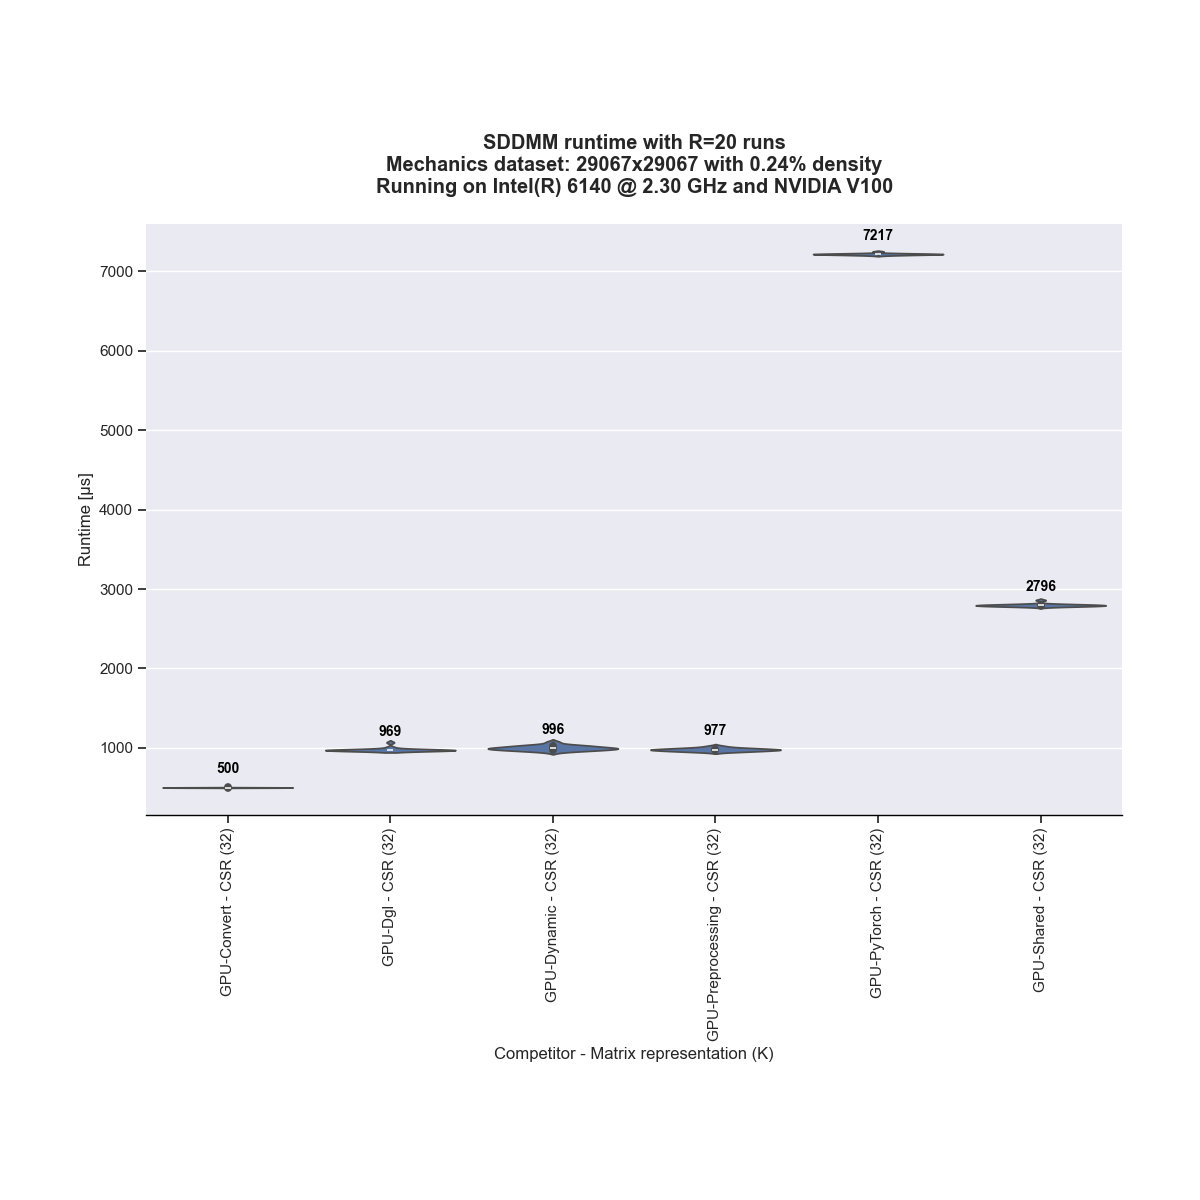 SDDMM runtime with R=20 runs
Mechanics dataset: 29067x29067 with 0.24% density
Running on Intel(R) 6140 @ 2.30 GHz and NVIDIA V100
Runtime [µs]
7000
6000
5000
4000
3000
2000
1000
500
969
996
977
7217
2796
GPU-Convert - CSR (32)
GPU-Dgl - CSR (32)
GPU-Dynamic - CSR (32)
GPU-Preprocessing - CSR (32)
GPU-PyTorch - CSR (32)
GPU-Shared - CSR (32)
Competitor - Matrix representation (K)